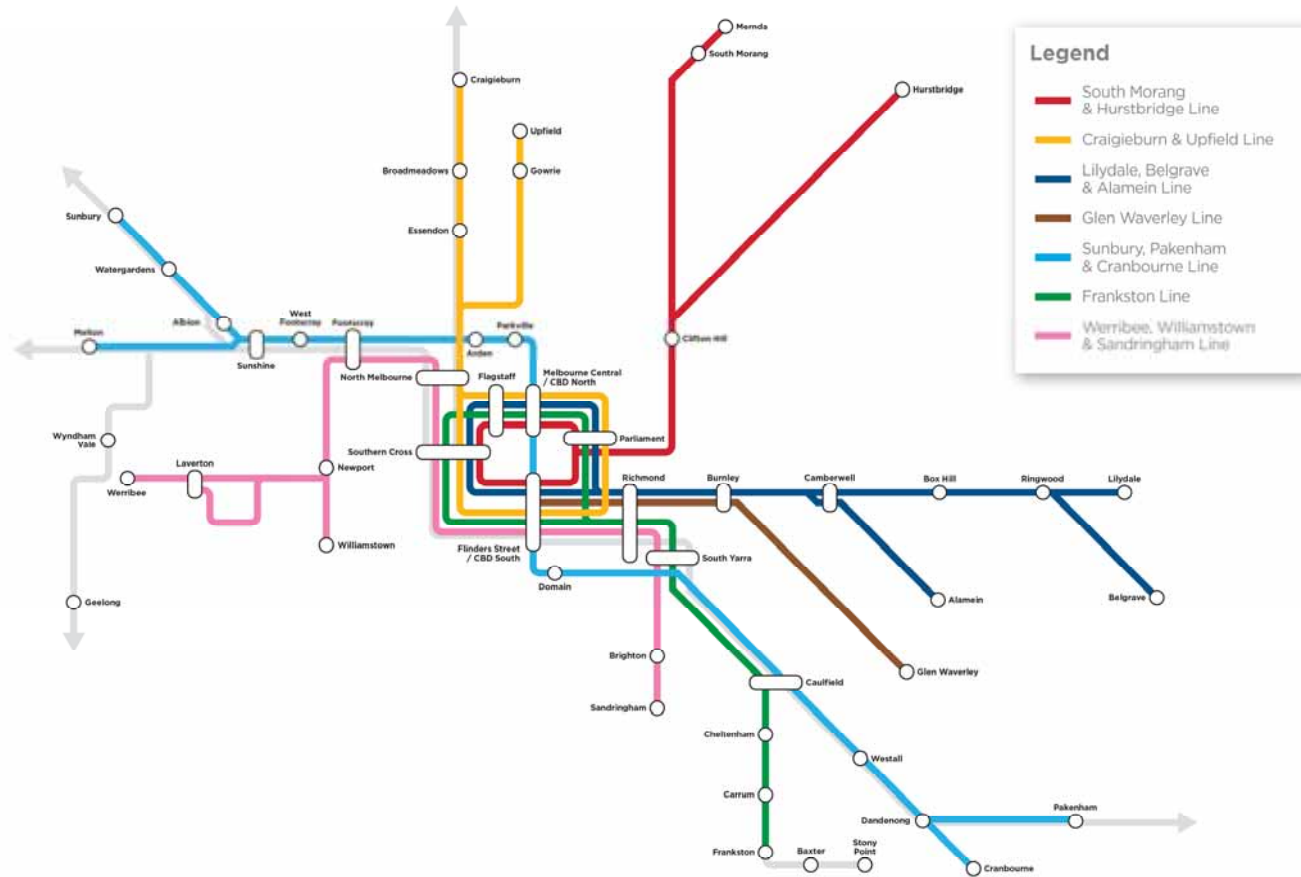 Mernda
South Morang
Hurstbridge
Legend
South Morang
& Hurstbridge Line
Craigieburn & Upfield Line
Lilydale, Belgrave
& Alamein Line
Glen Waverley Line
Sunbury, Pakenham
& Cranbourne Line
Frankston Line
Werribee, Williamstown
& Sandringham Line
Craigieburn
Upfield
Broadmeadows
Gowrie
Sunbury
Essendon
Watergardens
Albion
West
Footscray
Footscray
Parkville
Melton
Arden
Clifton Hill
Sunshine
North Melbourne
Flagstaff
Melbourne Central
/ CBD North
Wyndham
Vale
Southern Cross
Parliament
Laverton
Newport
Werribee
Richmond
Burnley
Camberwell
Box Hill
Ringwood
Lilydale
Williamstown
Flinders Street
/ CBD South
South Yarra
Domain
Geelong
Alamein
Belgrave
Brighton
Glen Waverley
Sandringham
Caulfield
Cheltenham
Westall
Carrum
Dandenong
Pakenham
Frankston
Baxter
Stony
Point
Cranbourne